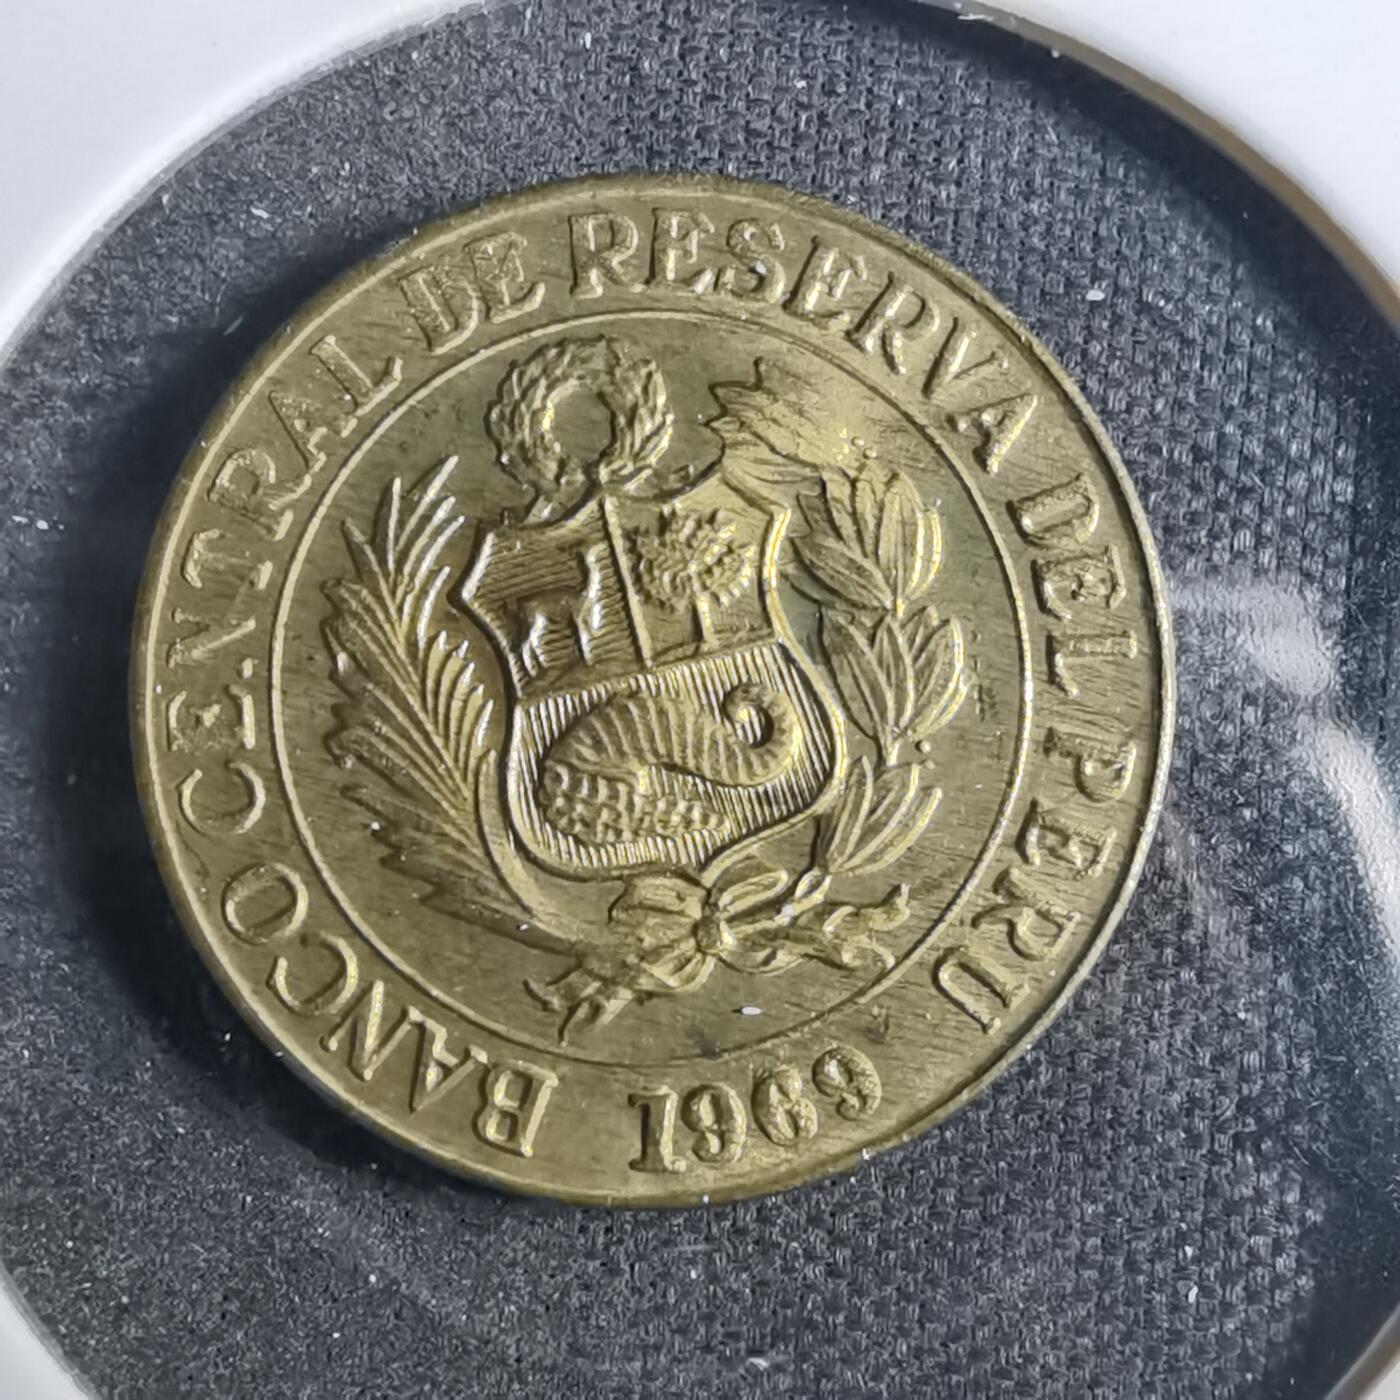 BANCO CENTRAL DE RESERVA DEL PERU
1969